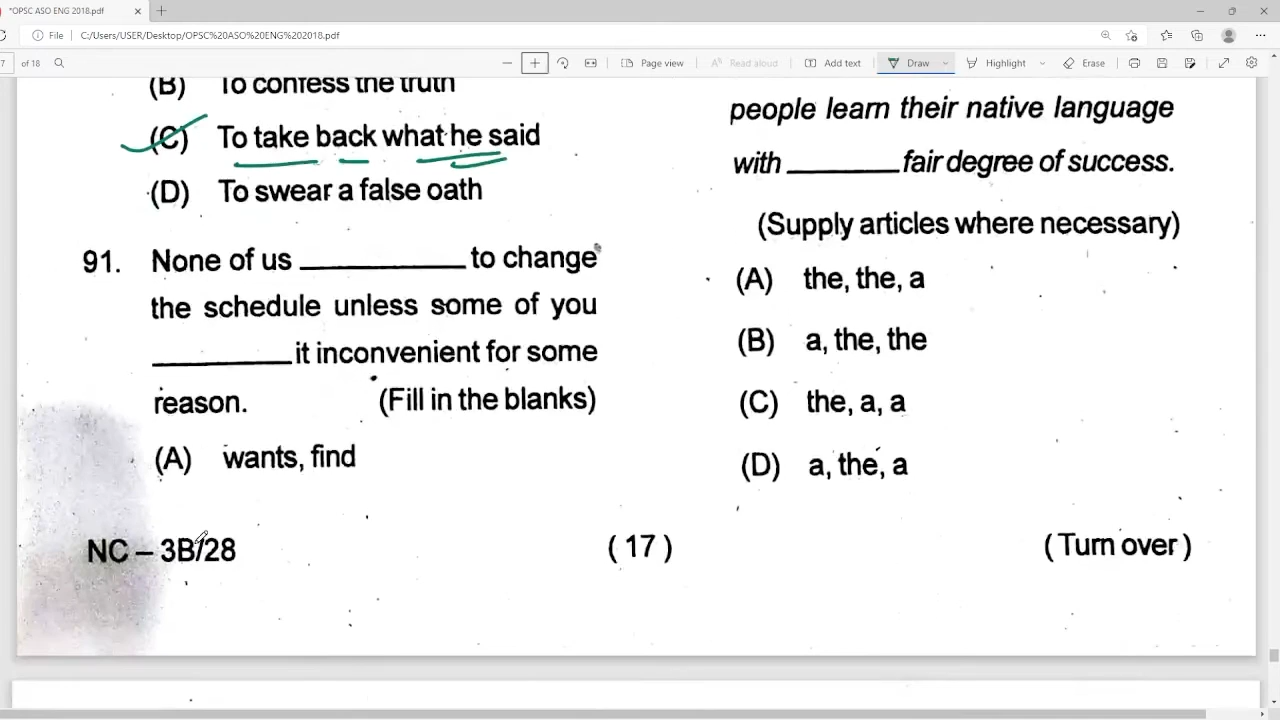 *OPSC ASO ENG 2018.pdf
File C:/Users/USER/Desktop/OPSC%20ASO%20ENG%202018.pdf
7 of 18 Page view Read aloud Add text Draw Highlight Erase
(B) To confess the truth
(C) To take back what he said
(D) To swear a false oath
91. None of us __________ to change
the schedule unless some of you
__________ it inconvenient for some
reason. (Fill in the blanks)
(A) wants, find
people learn their native language
with ________ fair degree of success.
(Supply articles where necessary)
(A) the, the, a
(B) a, the, the
(C) the, a, a
(D) a, the, a
NC – 3B/28 ( 17 ) ( Turn over )